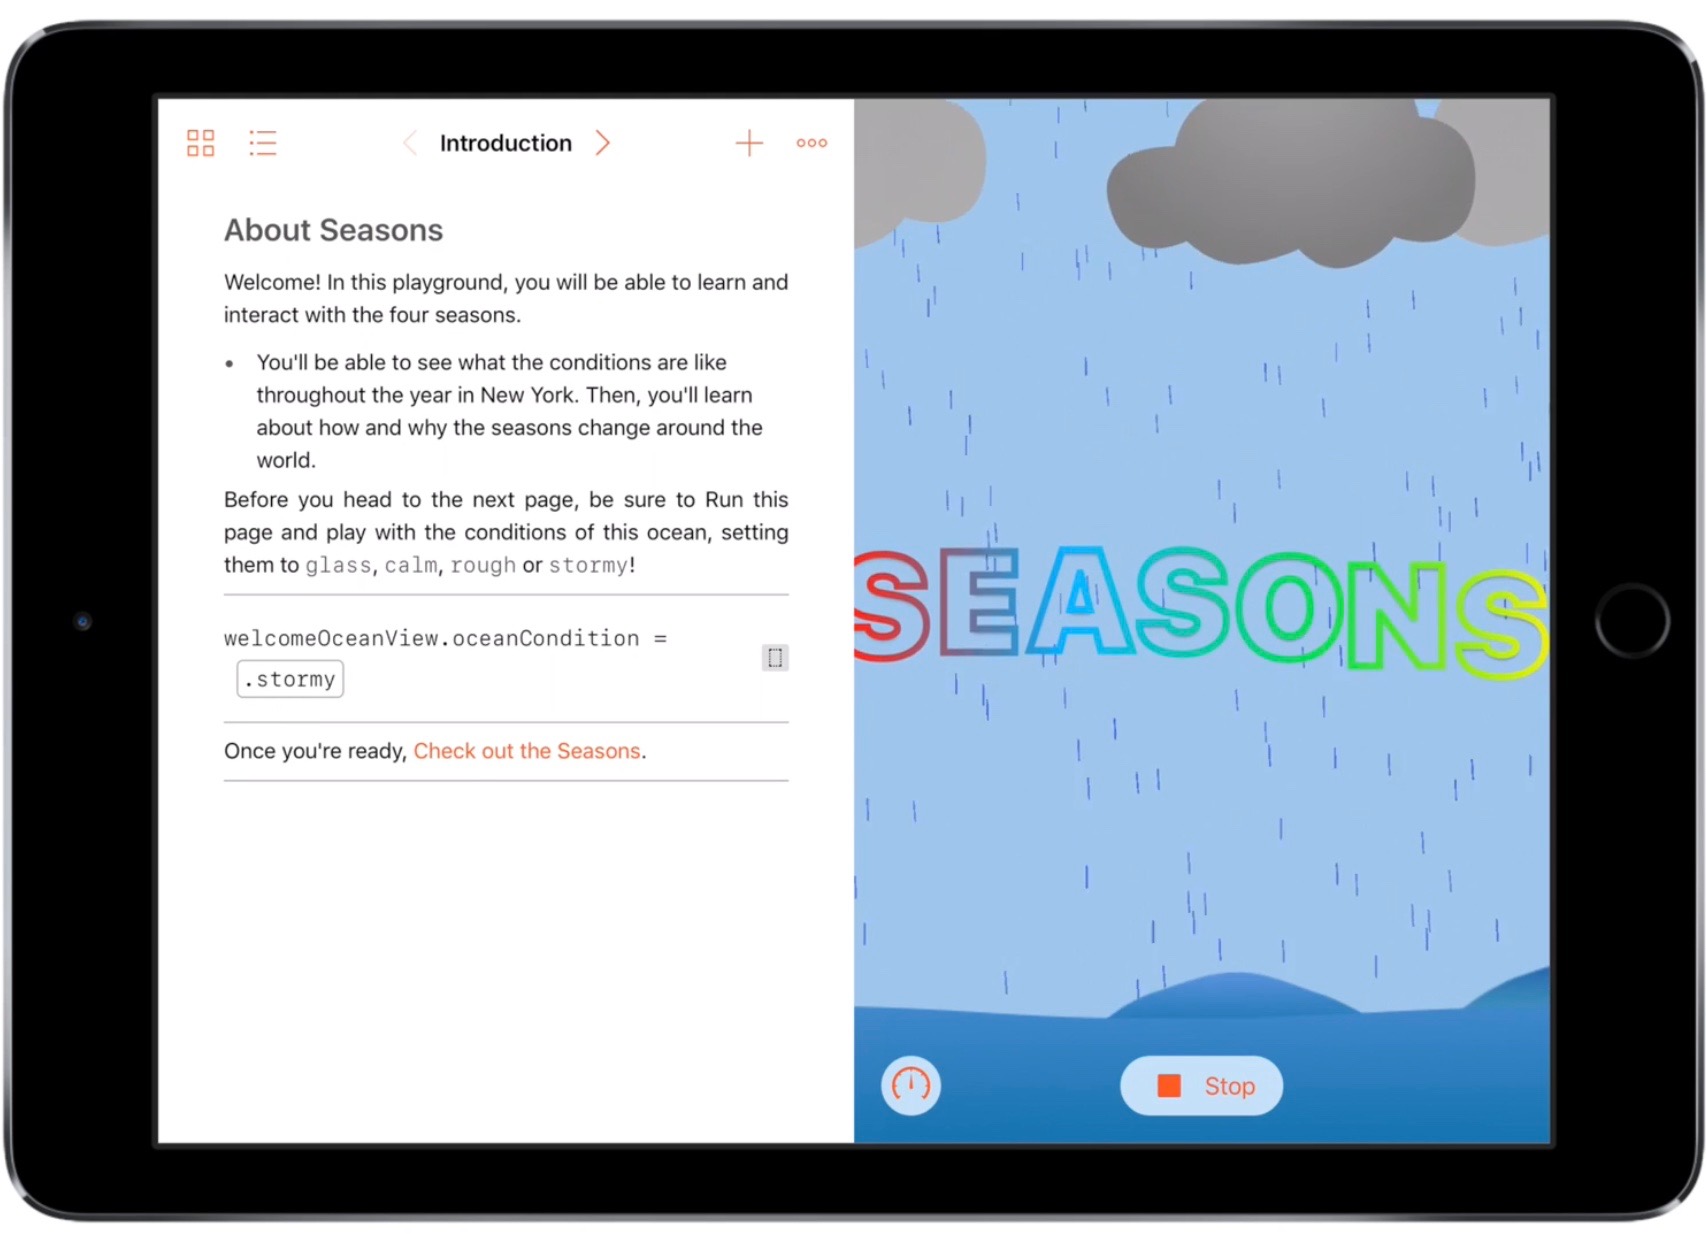 Introduction
About Seasons
Welcome! In this playground, you will be able to learn and
interact with the four seasons.
• You'll be able to see what the conditions are like
throughout the year in New York. Then, you'll learn
about how and why the seasons change around the
world.
Before you head to the next page, be sure to Run this
page and play with the conditions of this ocean, setting
them to glass, calm, rough or stormy!
welcomeOceanView.oceanCondition =
.stormy
Once you're ready, Check out the Seasons.
SEASONS
Stop